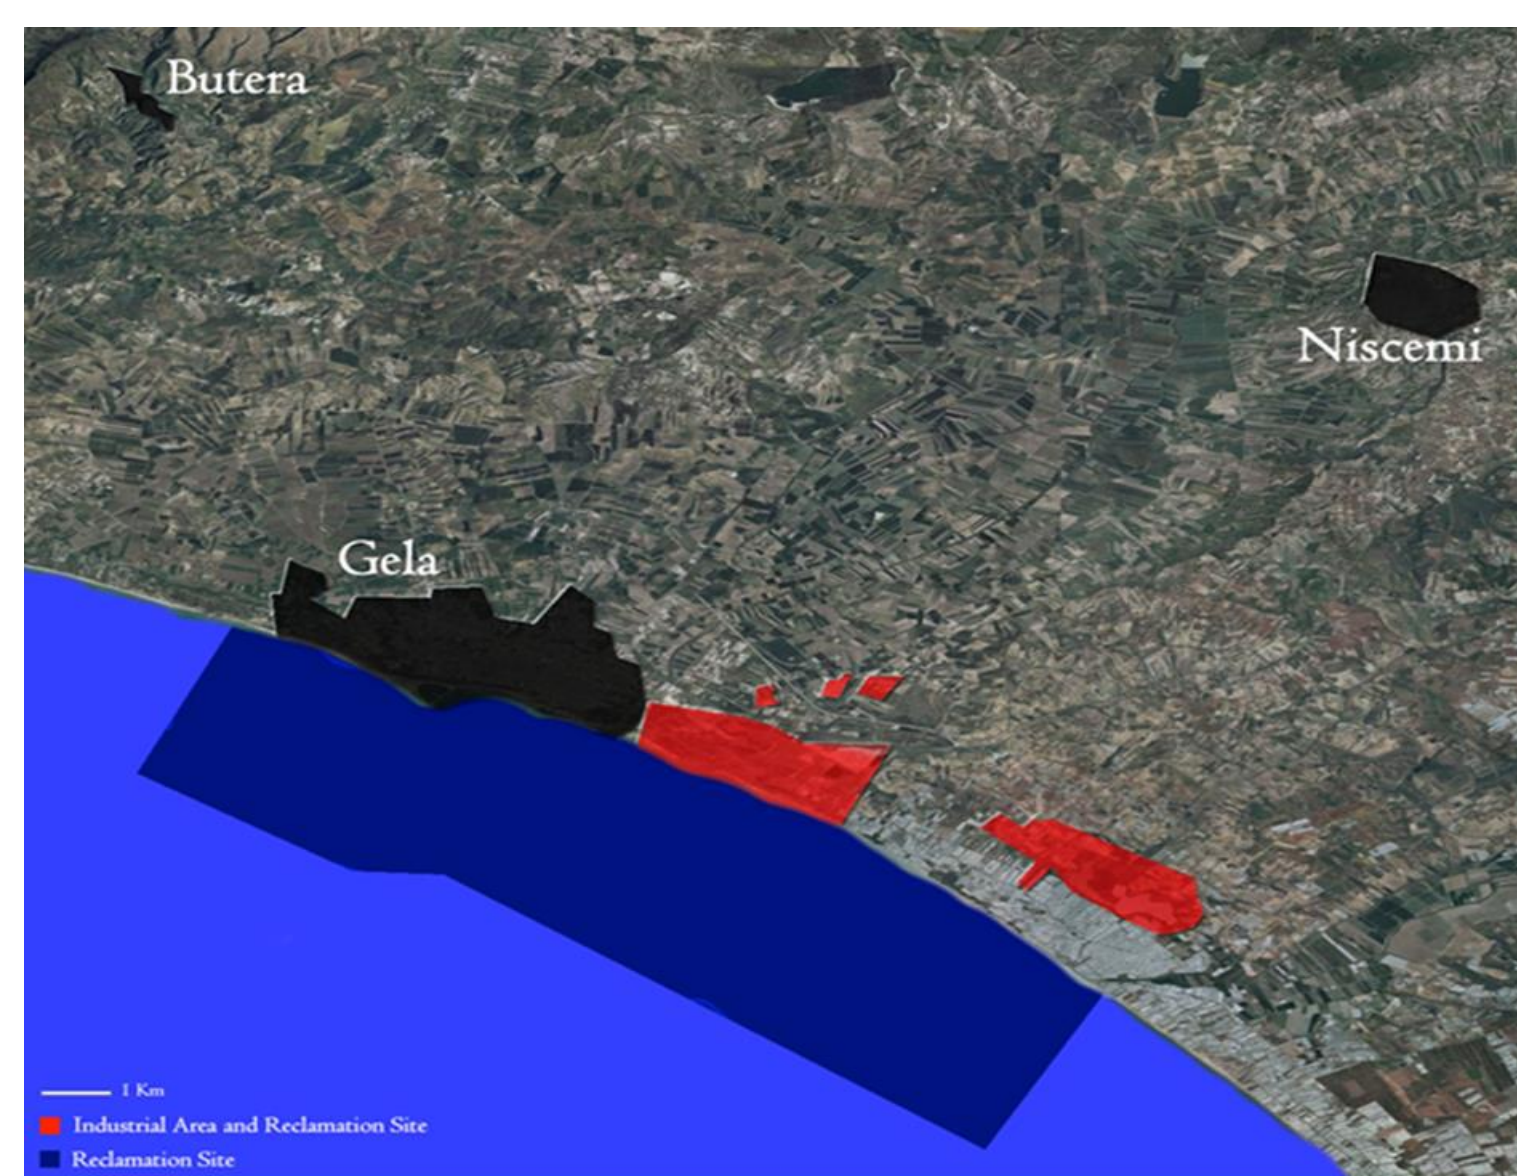 Butera
Niscemi
Gela
1 Km
Industrial Area and Reclamation Site
Reclamation Site